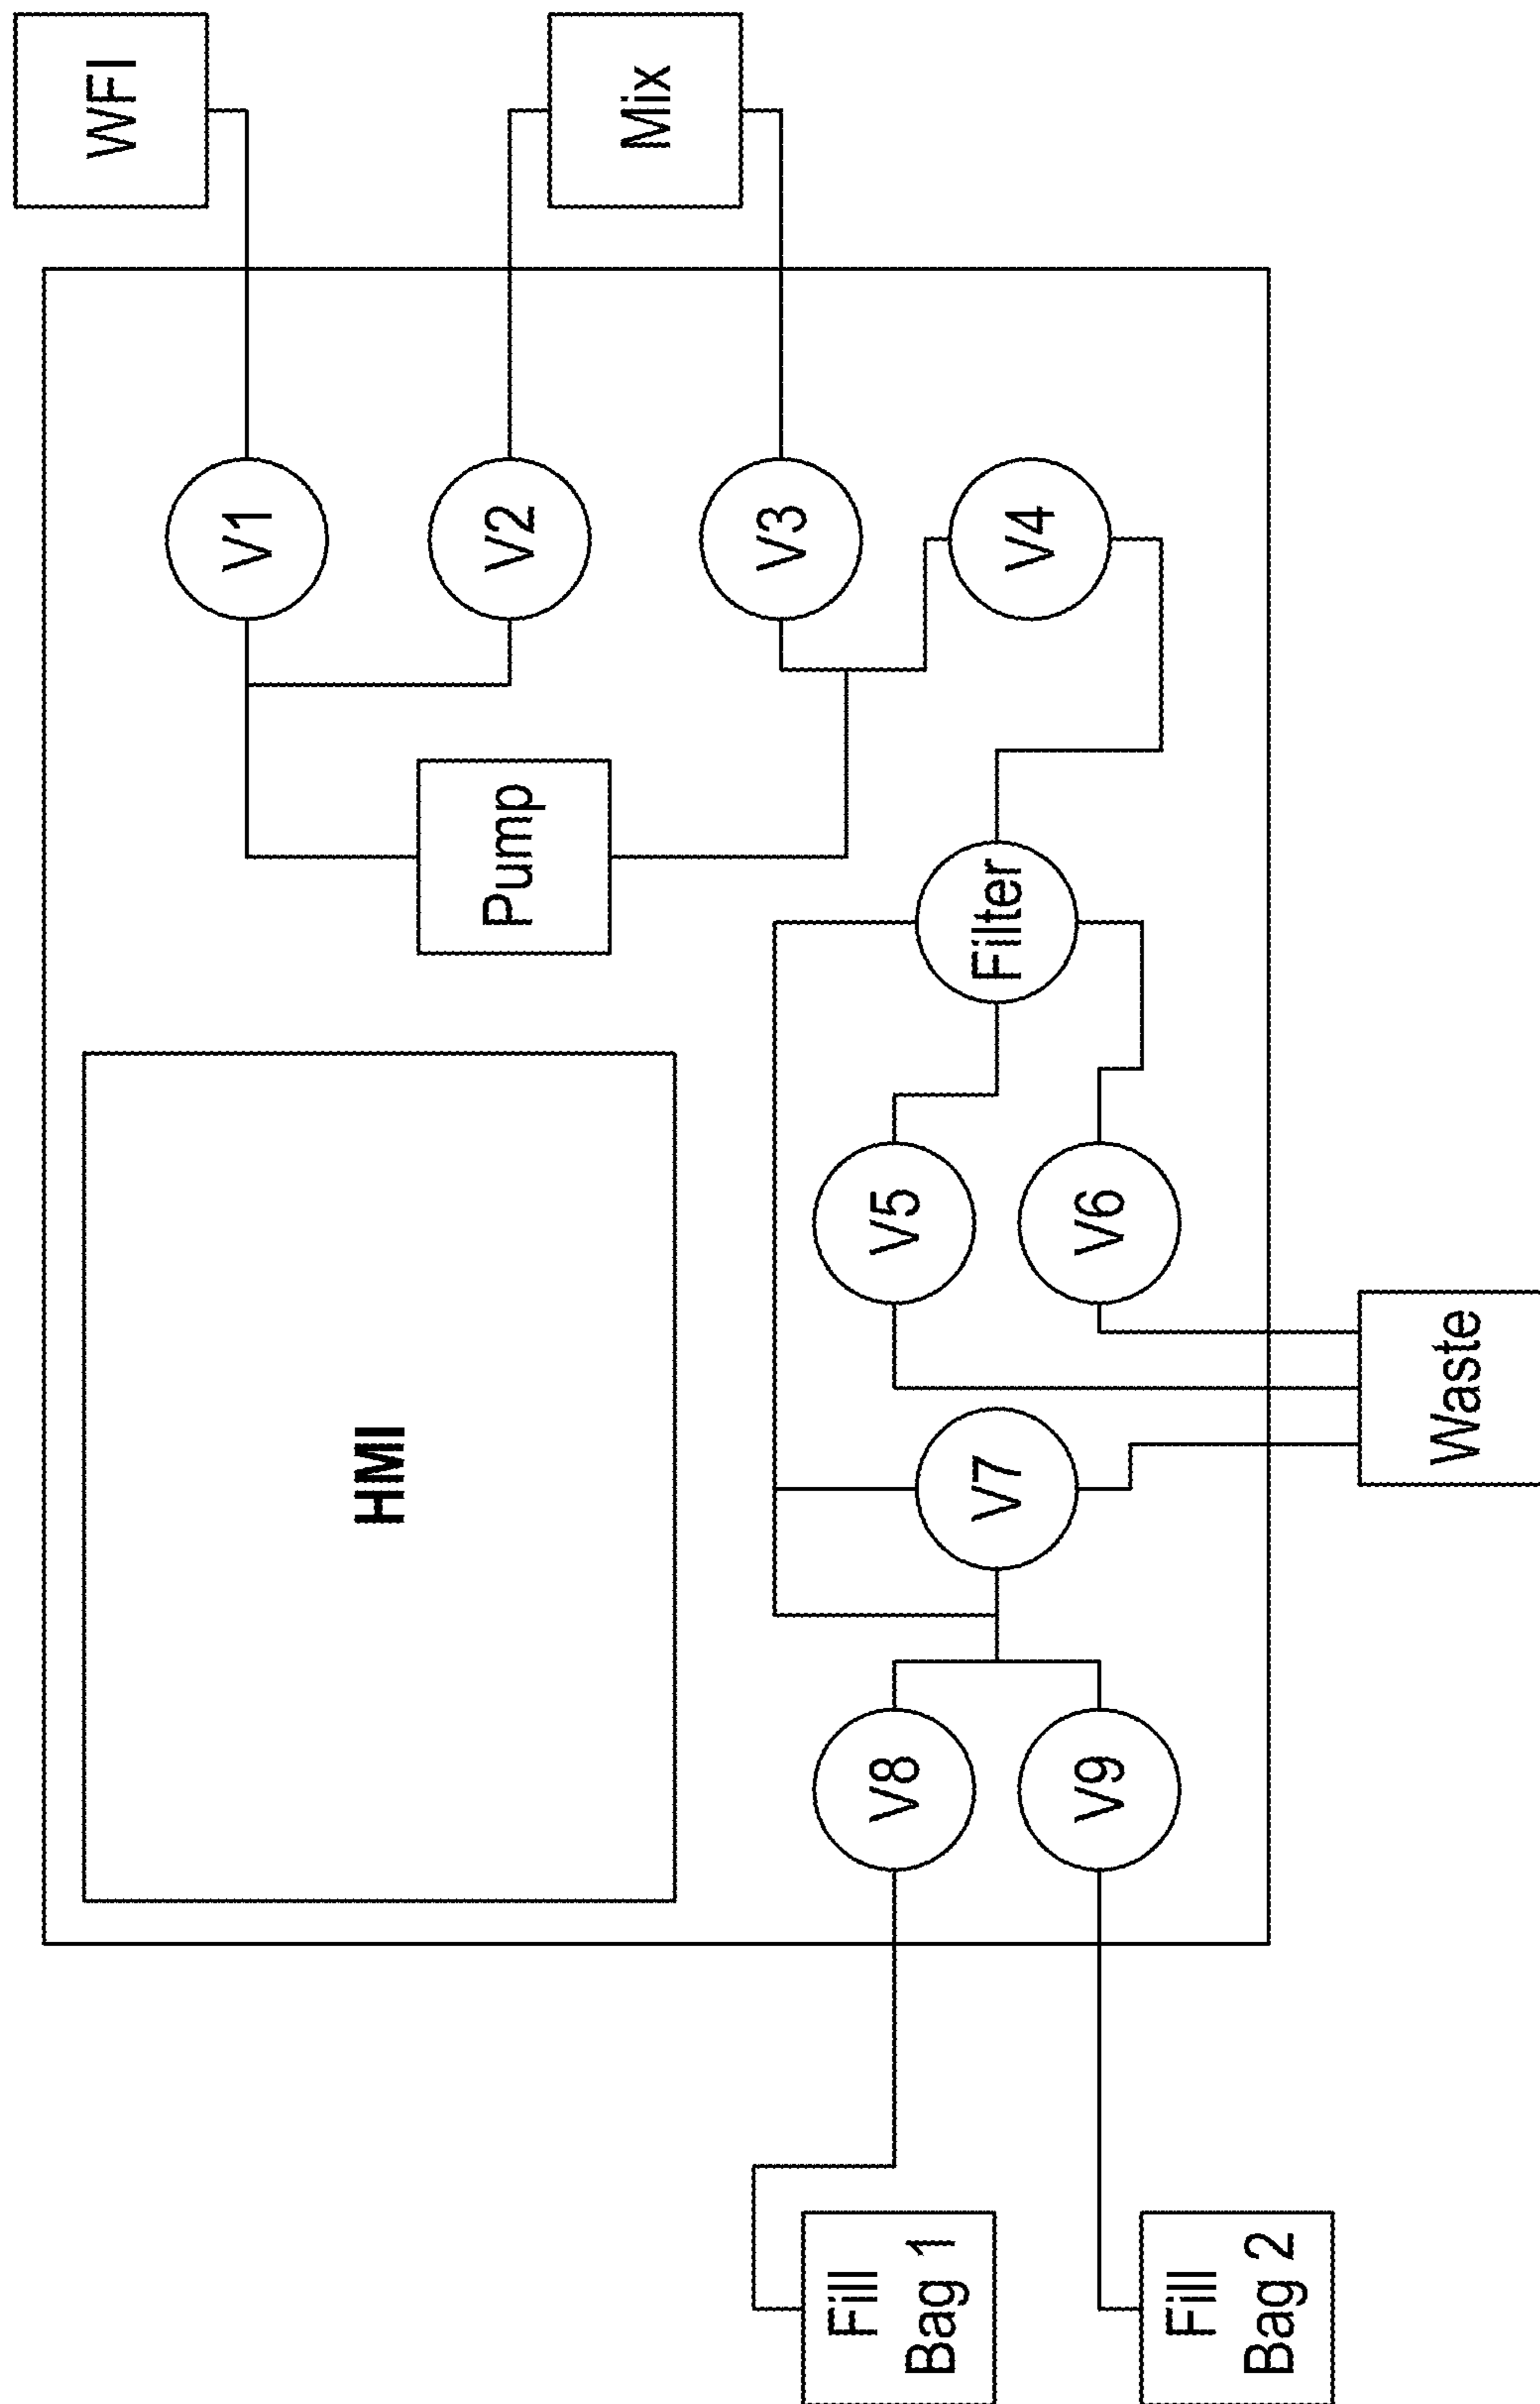 WFI
Mix
V1
V2
V3
V4
Pump
Filter
HMI
V5
V6
V7
Waste
V8
V9
Fill
Bag 1
Fill
Bag 2